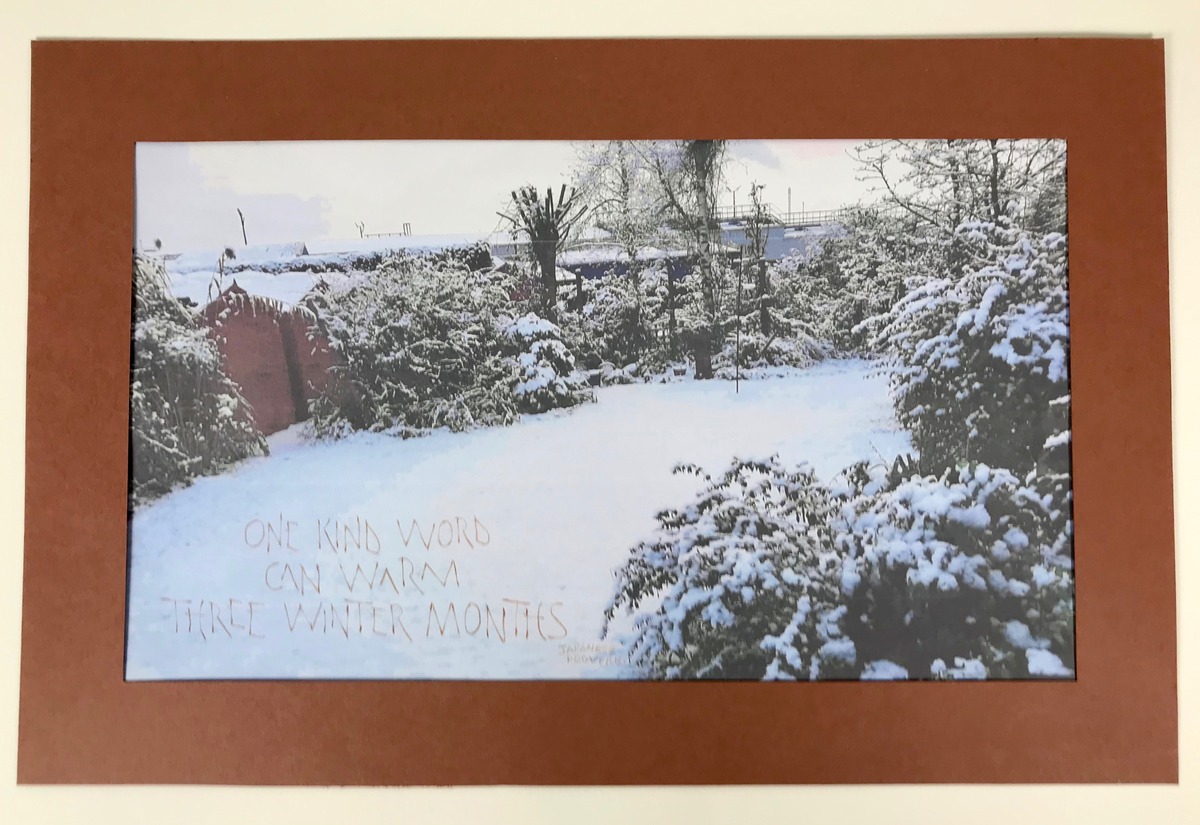 ONE KIND WORD
CAN WARM
THREE WINTER MONTHS
JAPANESE
PROVERB